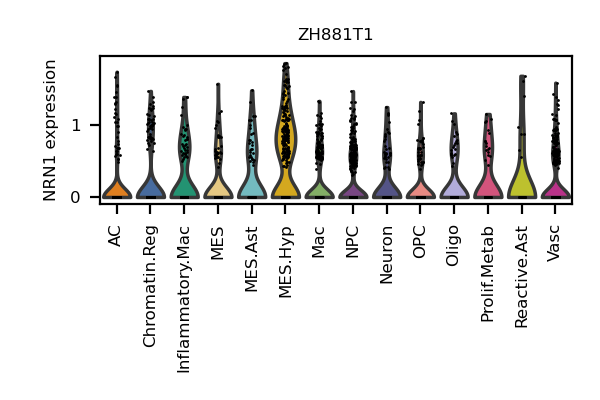 ZH881T1
NRN1 expression
1
0
AC
Chromatin.Reg
Inflammatory.Mac
MES
MES.Ast
MES.Hyp
Mac
NPC
Neuron
OPC
Oligo
Prolif.Metab
Reactive.Ast
Vasc